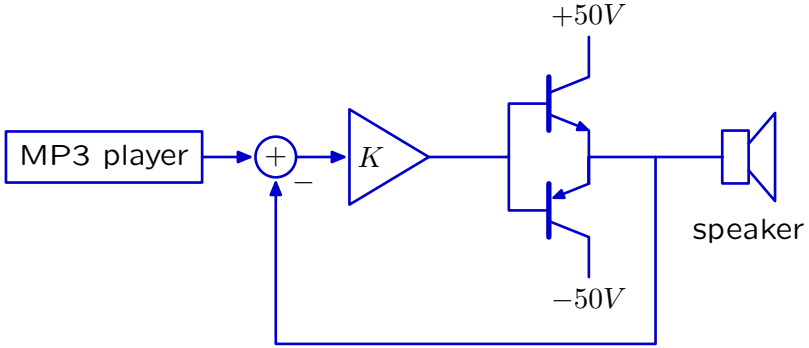 +50V
MP3 player
+
K
−
speaker
−50V